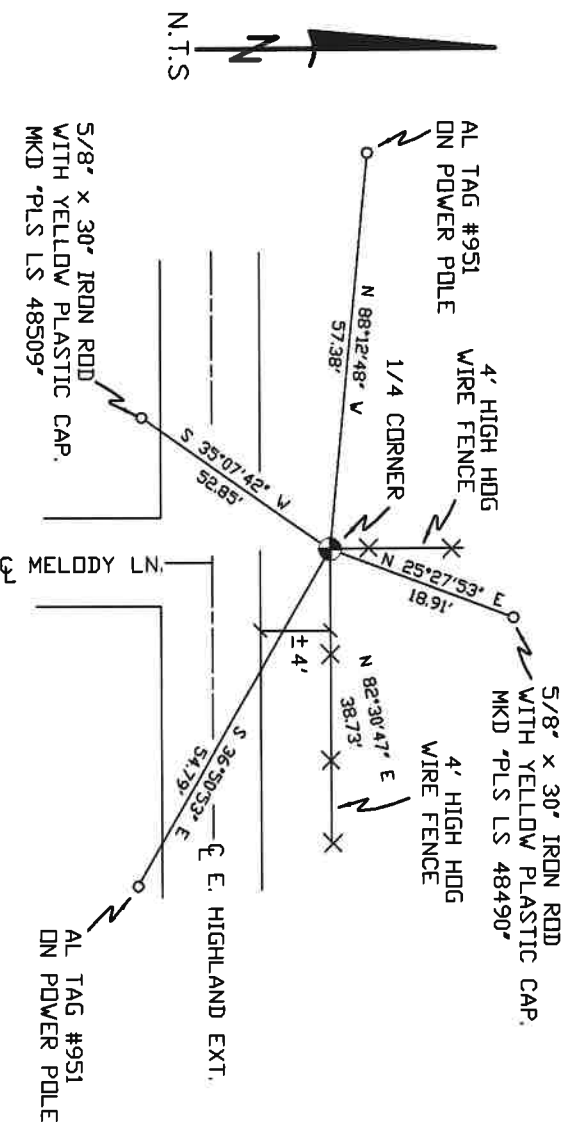 N.T.S
N
AL TAG #951
ON POWER POLE
N 88°12'48" W
57.38'
4' HIGH HOG
WIRE FENCE
1/4 CORNER
N 25°27'53" E
18.91'
5/8" x 30" IRON ROD
WITH YELLOW PLASTIC CAP.
MKD "PLS LS 48490"
5/8" x 30" IRON ROD
WITH YELLOW PLASTIC CAP.
MKD "PLS LS 48509"
S 35°07'42" W
52.85'
± 4'
N 82°30'47" E
38.73'
4' HIGH HOG
WIRE FENCE
℄ MELODY LN.
S 36°50'53" E
54.79'
℄ E. HIGHLAND EXT.
AL TAG #951
ON POWER POLE